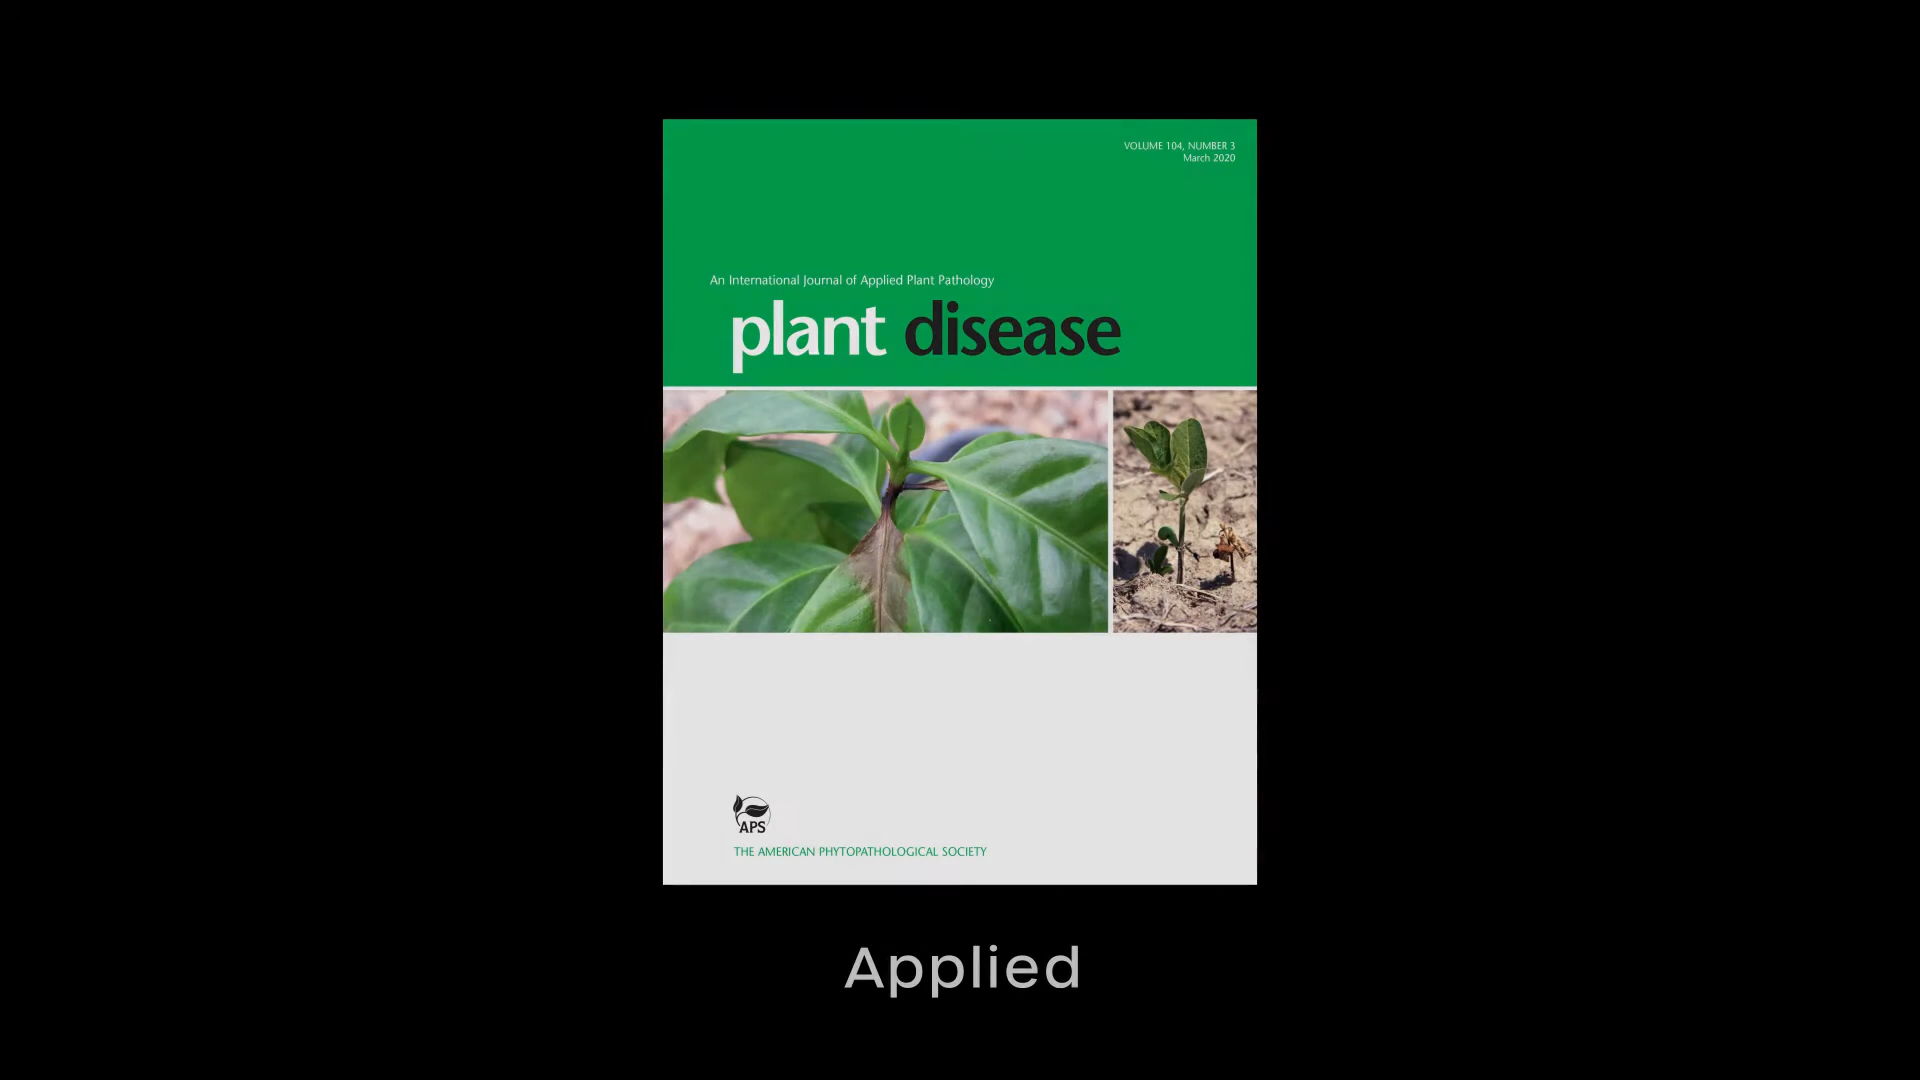 VOLUME 104, NUMBER 3
March 2020
An International Journal of Applied Plant Pathology
plant disease
APS
THE AMERICAN PHYTOPATHOLOGICAL SOCIETY
Applied